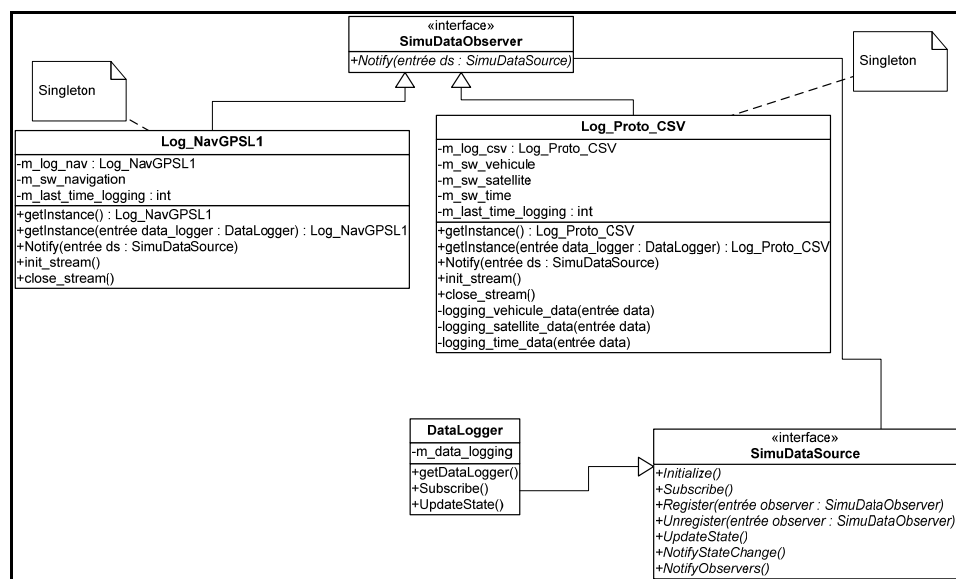 «interface»
SimuDataObserver
+Notify(entrée ds : SimuDataSource)
Singleton
Singleton
Log_NavGPSL1
-m_log_nav : Log_NavGPSL1
-m_sw_navigation
-m_last_time_logging : int
+getInstance() : Log_NavGPSL1
+getInstance(entrée data_logger : DataLogger) : Log_NavGPSL1
+Notify(entrée ds : SimuDataSource)
+init_stream()
+close_stream()
Log_Proto_CSV
-m_log_csv : Log_Proto_CSV
-m_sw_vehicule
-m_sw_satellite
-m_sw_time
-m_last_time_logging : int
+getInstance() : Log_Proto_CSV
+getInstance(entrée data_logger : DataLogger) : Log_Proto_CSV
+Notify(entrée ds : SimuDataSource)
+init_stream()
+close_stream()
-logging_vehicule_data(entrée data)
-logging_satellite_data(entrée data)
-logging_time_data(entrée data)
DataLogger
-m_data_logging
+getDataLogger()
+Subscribe()
+UpdateState()
«interface»
SimuDataSource
+Initialize()
+Subscribe()
+Register(entrée observer : SimuDataObserver)
+Unregister(entrée observer : SimuDataObserver)
+UpdateState()
+NotifyStateChange()
+NotifyObservers()